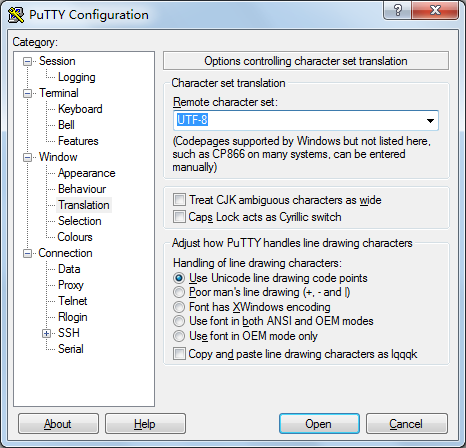 PuTTY Configuration
Category:
Session
Logging
Terminal
Keyboard
Bell
Features
Window
Appearance
Behaviour
Translation
Selection
Colours
Connection
Data
Proxy
Telnet
Rlogin
SSH
Serial
Options controlling character set translation
Character set translation
Remote character set:
UTF-8
(Codepages supported by Windows but not listed here,
such as CP866 on many systems, can be entered
manually)
Treat CJK ambiguous characters as wide
Caps Lock acts as Cyrillic switch
Adjust how PuTTY handles line drawing characters
Handling of line drawing characters:
Use Unicode line drawing code points
Poor man's line drawing (+, - and |)
Font has XWindows encoding
Use font in both ANSI and OEM modes
Use font in OEM mode only
Copy and paste line drawing characters as lqqqk
About
Help
Open
Cancel